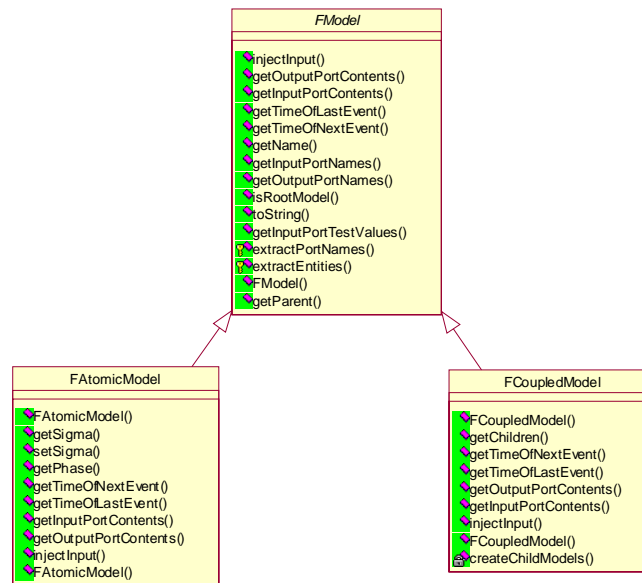 FModel
injectInput()
getOutputPortContents()
getInputPortContents()
getTimeOfLastEvent()
getTimeOfNextEvent()
getName()
getInputPortNames()
getOutputPortNames()
isRootModel()
toString()
getInputPortTestValues()
extractPortNames()
extractEntities()
FModel()
getParent()
FAtomicModel
FAtomicModel()
getSigma()
setSigma()
getPhase()
getTimeOfNextEvent()
getTimeOfLastEvent()
getInputPortContents()
getOutputPortContents()
injectInput()
FAtomicModel()
FCoupledModel
FCoupledModel()
getChildren()
getTimeOfNextEvent()
getTimeOfLastEvent()
getOutputPortContents()
getInputPortContents()
injectInput()
FCoupledModel()
createChildModels()